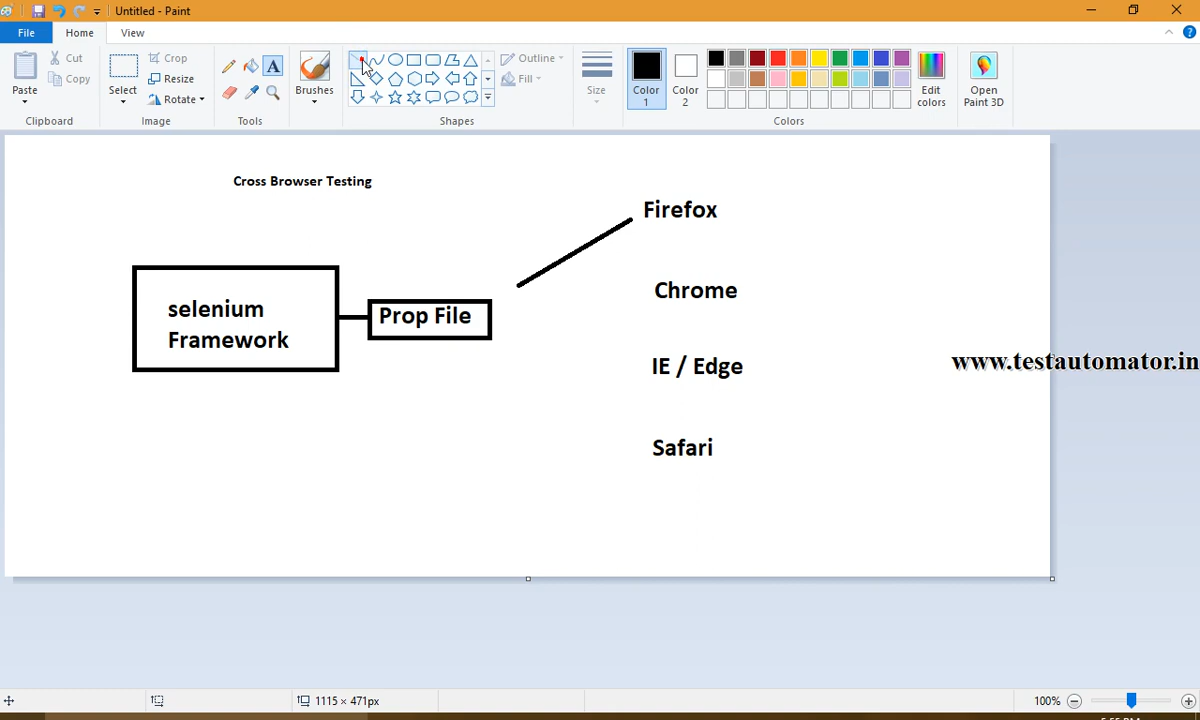 Untitled - Paint
File
Home
View
Paste
Cut
Copy
Clipboard
Select
Crop
Resize
Rotate
Image
A
Tools
Brushes
Shapes
Outline
Fill
Size
Color
1
Color
2
Edit
colors
Colors
Open
Paint 3D
?
Cross Browser Testing
Firefox
selenium
Framework
Prop File
Chrome
IE / Edge
www.testautomator.in
Safari
1115 × 471px
100%